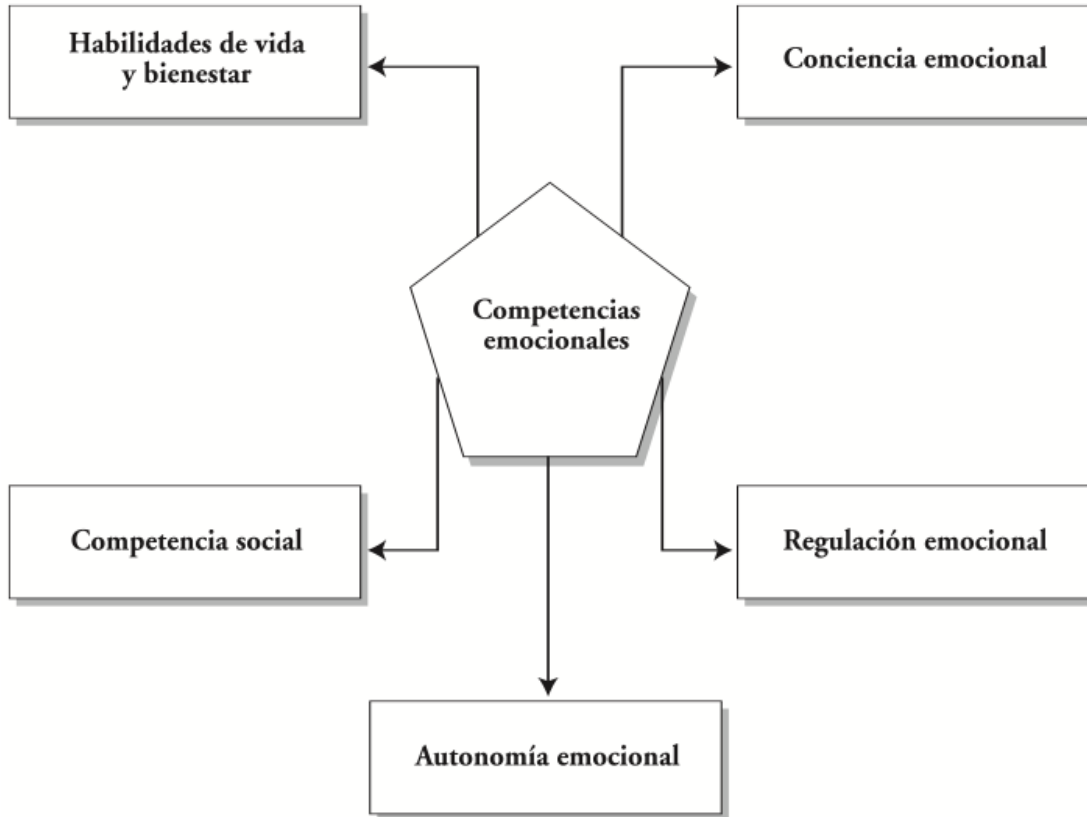 Habilidades de vida
y bienestar
Conciencia emocional
Competencias
emocionales
Competencia social
Regulación emocional
Autonomía emocional